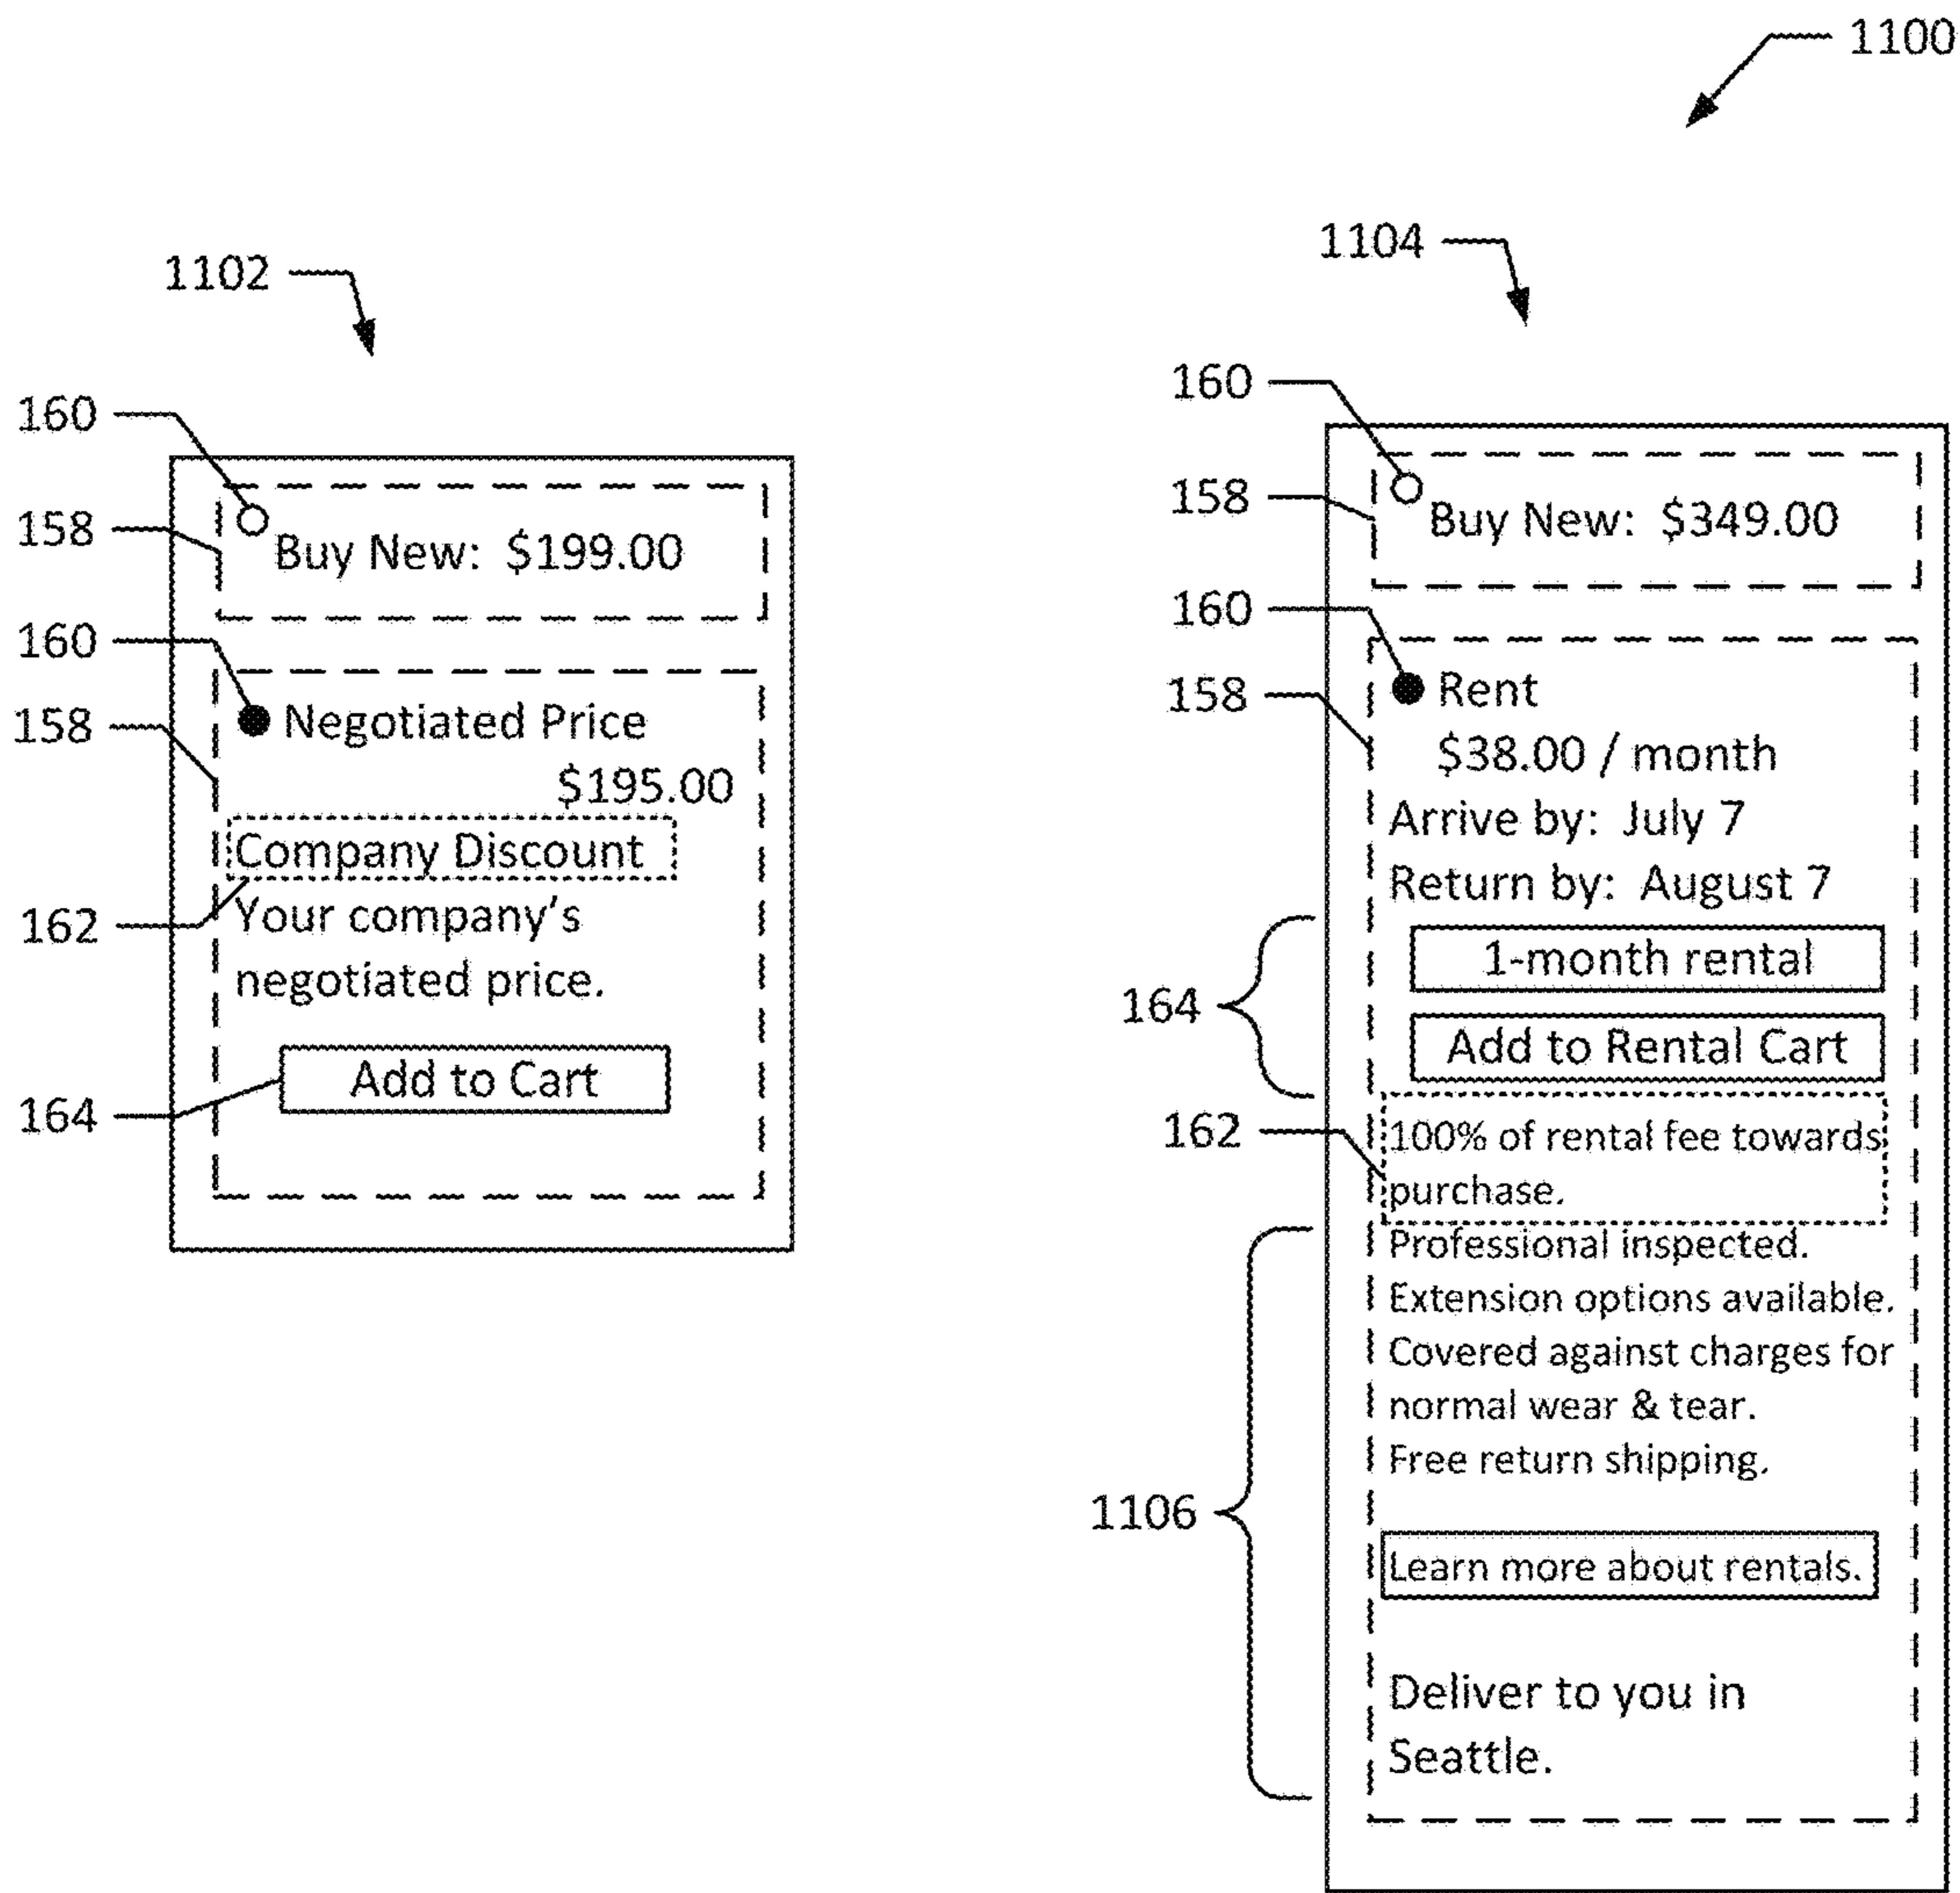 1100
1102
160
158
Buy New: $199.00
160
158
Negotiated Price
$195.00
Company Discount
162
Your company's
negotiated price.
Add to Cart
164
1104
160
158
Buy New: $349.00
160
158
Rent
$38.00 / month
Arrive by: July 7
Return by: August 7
1-month rental
164
Add to Rental Cart
162
100% of rental fee towards
purchase.
Professional inspected.
Extension options available.
Covered against charges for
normal wear & tear.
Free return shipping.
1106
Learn more about rentals.
Deliver to you in
Seattle.